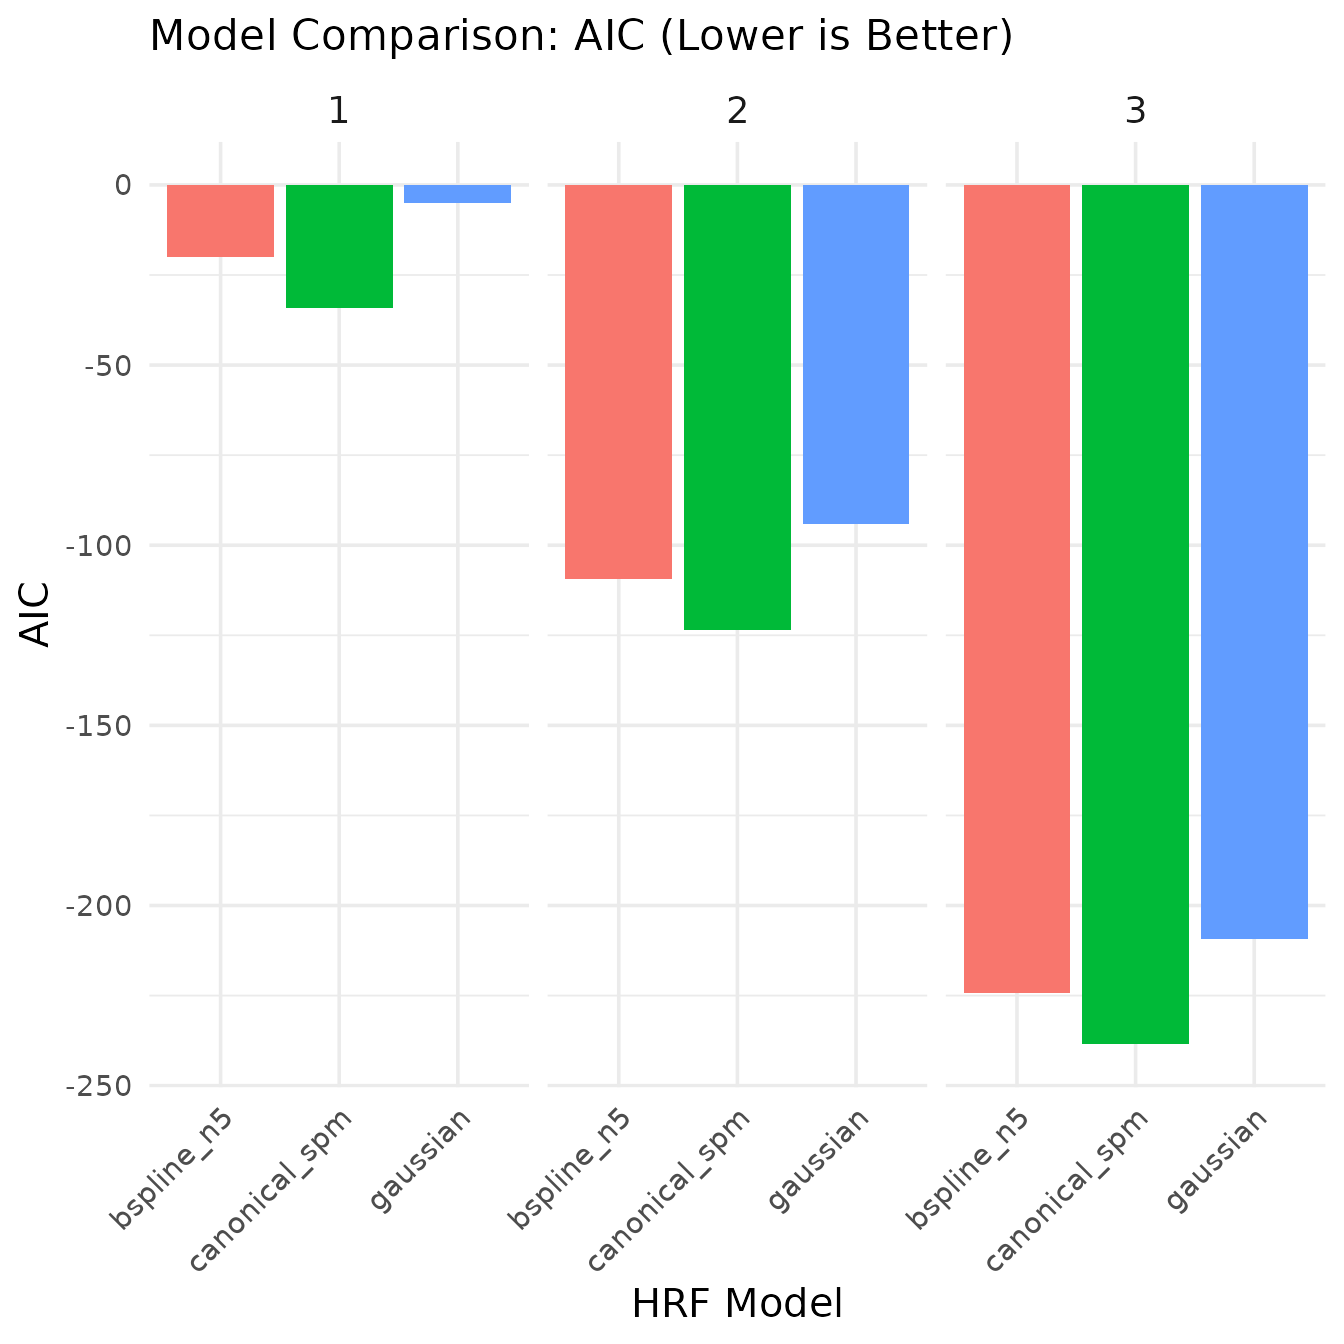 Model Comparison: AIC (Lower is Better)
1 2 3
0
-50
-100
-150
-200
-250
AIC
bspline_n5 canonical_spm gaussian bspline_n5 canonical_spm gaussian bspline_n5 canonical_spm gaussian
HRF Model